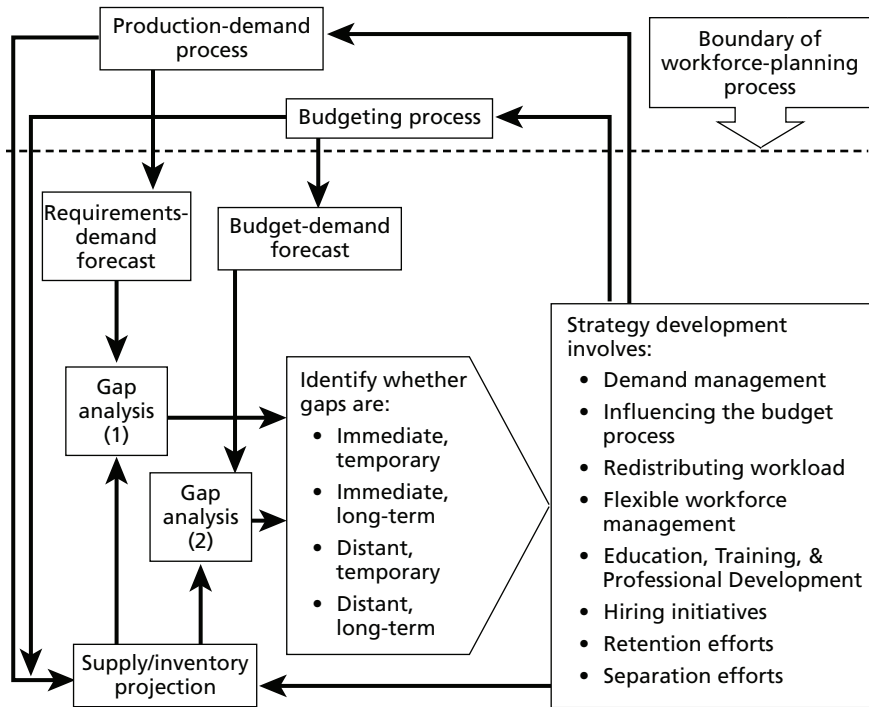 Production-demand
process
Boundary of
workforce-planning
process
Budgeting process
Requirements-
demand
forecast
Budget-demand
forecast
Gap
analysis
(1)
Gap
analysis
(2)
Identify whether
gaps are:
• Immediate,
temporary
• Immediate,
long-term
• Distant,
temporary
• Distant,
long-term
Strategy development
involves:
• Demand management
• Influencing the budget
process
• Redistributing workload
• Flexible workforce
management
• Education, Training, &
Professional Development
• Hiring initiatives
• Retention efforts
• Separation efforts
Supply/inventory
projection